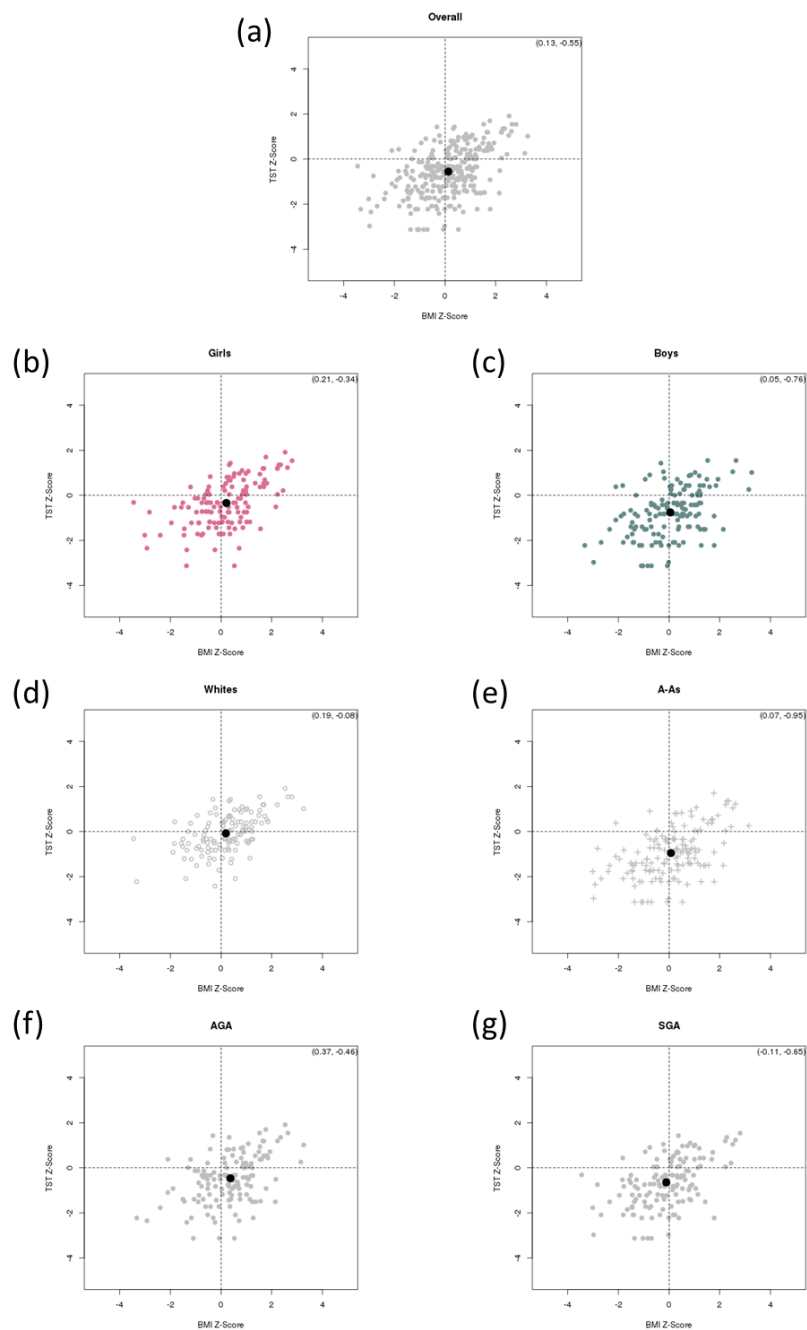 (a)
Overall
(0.13, -0.55)
4
2
0
-2
-4
TST Z-Score
-4 -2 0 2 4
BMI Z-Score
(b)
Girls
(0.21, -0.34)
4
2
0
-2
-4
TST Z-Score
-4 -2 0 2 4
BMI Z-Score
(c)
Boys
(0.05, -0.76)
4
2
0
-2
-4
TST Z-Score
-4 -2 0 2 4
BMI Z-Score
(d)
Whites
(0.19, -0.08)
4
2
0
-2
-4
TST Z-Score
-4 -2 0 2 4
BMI Z-Score
(e)
A-As
(0.07, -0.95)
4
2
0
-2
-4
TST Z-Score
-4 -2 0 2 4
BMI Z-Score
(f)
AGA
(0.37, -0.46)
4
2
0
-2
-4
TST Z-Score
-4 -2 0 2 4
BMI Z-Score
(g)
SGA
(-0.11, -0.65)
4
2
0
-2
-4
TST Z-Score
-4 -2 0 2 4
BMI Z-Score